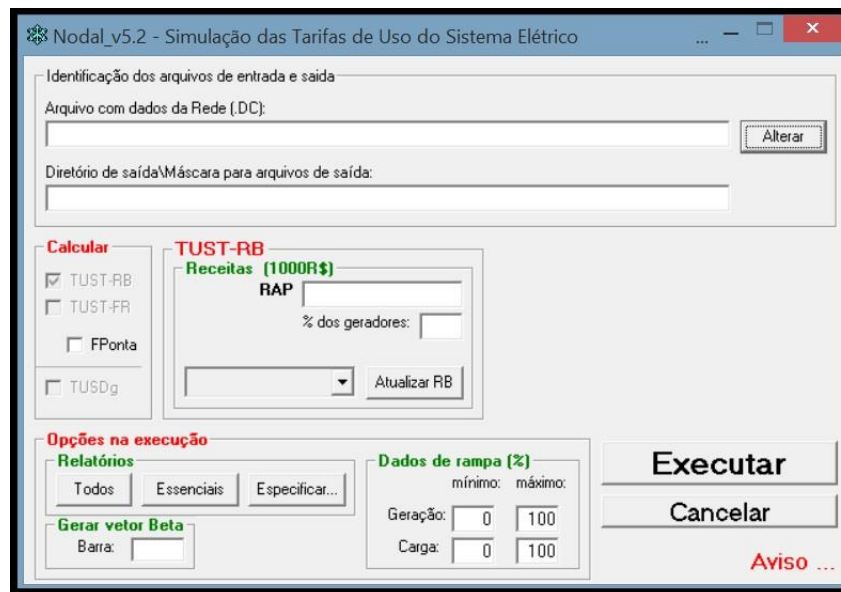 Nodal_v5.2 - Simulação das Tarifas de Uso do Sistema Elétrico ...
Identificação dos arquivos de entrada e saida
Arquivo com dados da Rede (.DC):
Alterar
Diretório de saída\Máscara para arquivos de saída:
Calcular
TUST-RB
TUST-FR
FPonta
TUSDg
TUST-RB
Receitas (1000R$)
RAP
% dos geradores:
Atualizar RB
Opções na execução
Relatórios
Todos
Essenciais
Especificar...
Gerar vetor Beta
Barra:
Dados de rampa (%)
mínimo: máximo:
Geração: 0 100
Carga: 0 100
Executar
Cancelar
Aviso ...